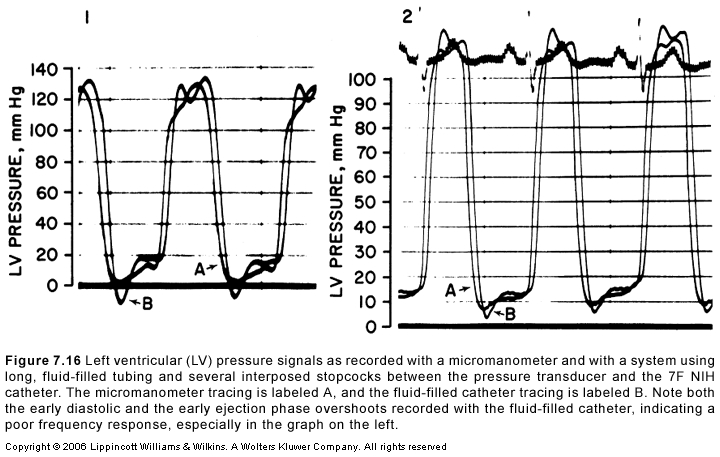 1
2
LV PRESSURE, mm Hg
140
120
100
80
60
40
20
0
A
B
LV PRESSURE, mm Hg
100
90
80
70
60
50
40
30
20
10
0
A
B
Figure 7.16 Left ventricular (LV) pressure signals as recorded with a micromanometer and with a system using
long, fluid-filled tubing and several interposed stopcocks between the pressure transducer and the 7F NIH
catheter. The micromanometer tracing is labeled A, and the fluid-filled catheter tracing is labeled B. Note both
the early diastolic and the early ejection phase overshoots recorded with the fluid-filled catheter, indicating a
poor frequency response, especially in the graph on the left.
Copyright © 2006 Lippincott Williams & Wilkins. A Wolters Kluwer Company. All rights reserved